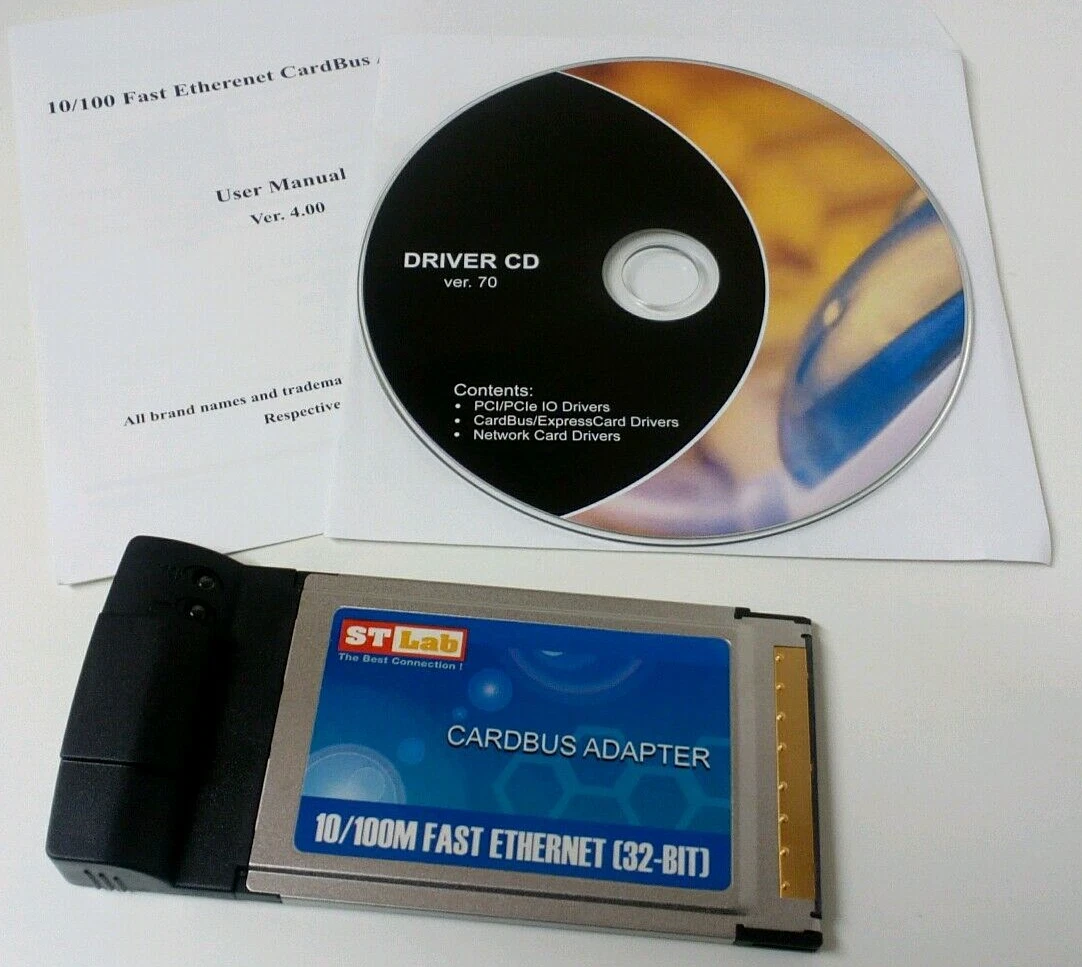 10/100 Fast Etherenet CardBus
User Manual
Ver. 4.00
All brand names and tradema
Respective
DRIVER CD
ver. 70
Contents:
• PCI/PCIe IO Drivers
• CardBus/ExpressCard Drivers
• Network Card Drivers
ST Lab
The Best Connection !
CARDBUS ADAPTER
10/100M FAST ETHERNET (32-BIT)